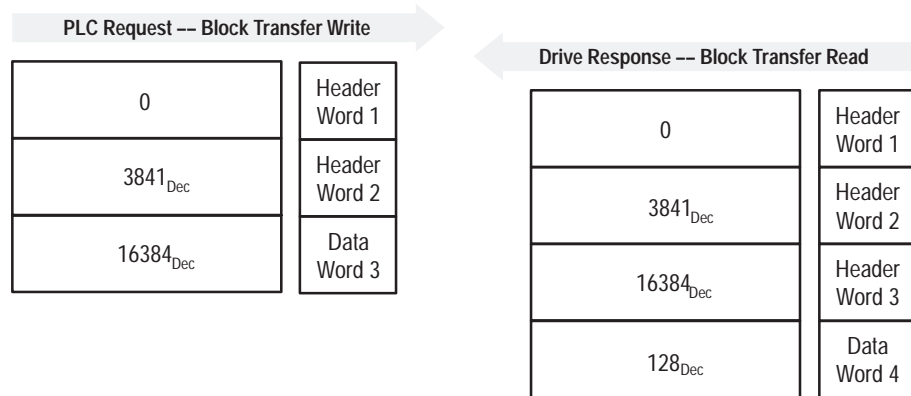 PLC Request –– Block Transfer Write
0
Header
Word 1
3841Dec
Header
Word 2
16384Dec
Data
Word 3
Drive Response –– Block Transfer Read
0
Header
Word 1
3841Dec
Header
Word 2
16384Dec
Header
Word 3
128Dec
Data
Word 4